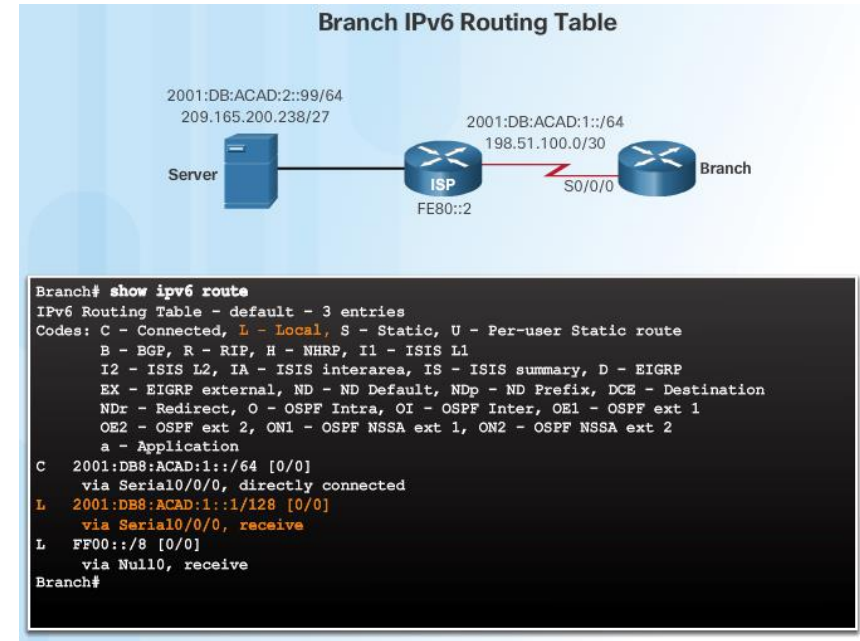 Branch IPv6 Routing Table
2001:DB:ACAD:2::99/64
209.165.200.238/27
2001:DB:ACAD:1::/64
198.51.100.0/30
Server
ISP
S0/0/0
Branch
FE80::2
Branch# show ipv6 route
IPv6 Routing Table - default - 3 entries
Codes: C - Connected, L - Local, S - Static, U - Per-user Static route
B - BGP, R - RIP, H - NHRP, I1 - ISIS L1
I2 - ISIS L2, IA - ISIS interarea, IS - ISIS summary, D - EIGRP
EX - EIGRP external, ND - ND Default, NDp - ND Prefix, DCE - Destination
NDr - Redirect, O - OSPF Intra, OI - OSPF Inter, OE1 - OSPF ext 1
OE2 - OSPF ext 2, ON1 - OSPF NSSA ext 1, ON2 - OSPF NSSA ext 2
a - Application
C 2001:DB8:ACAD:1::/64 [0/0]
via Serial0/0/0, directly connected
L 2001:DB8:ACAD:1::1/128 [0/0]
via Serial0/0/0, receive
L FF00::/8 [0/0]
via Null0, receive
Branch#